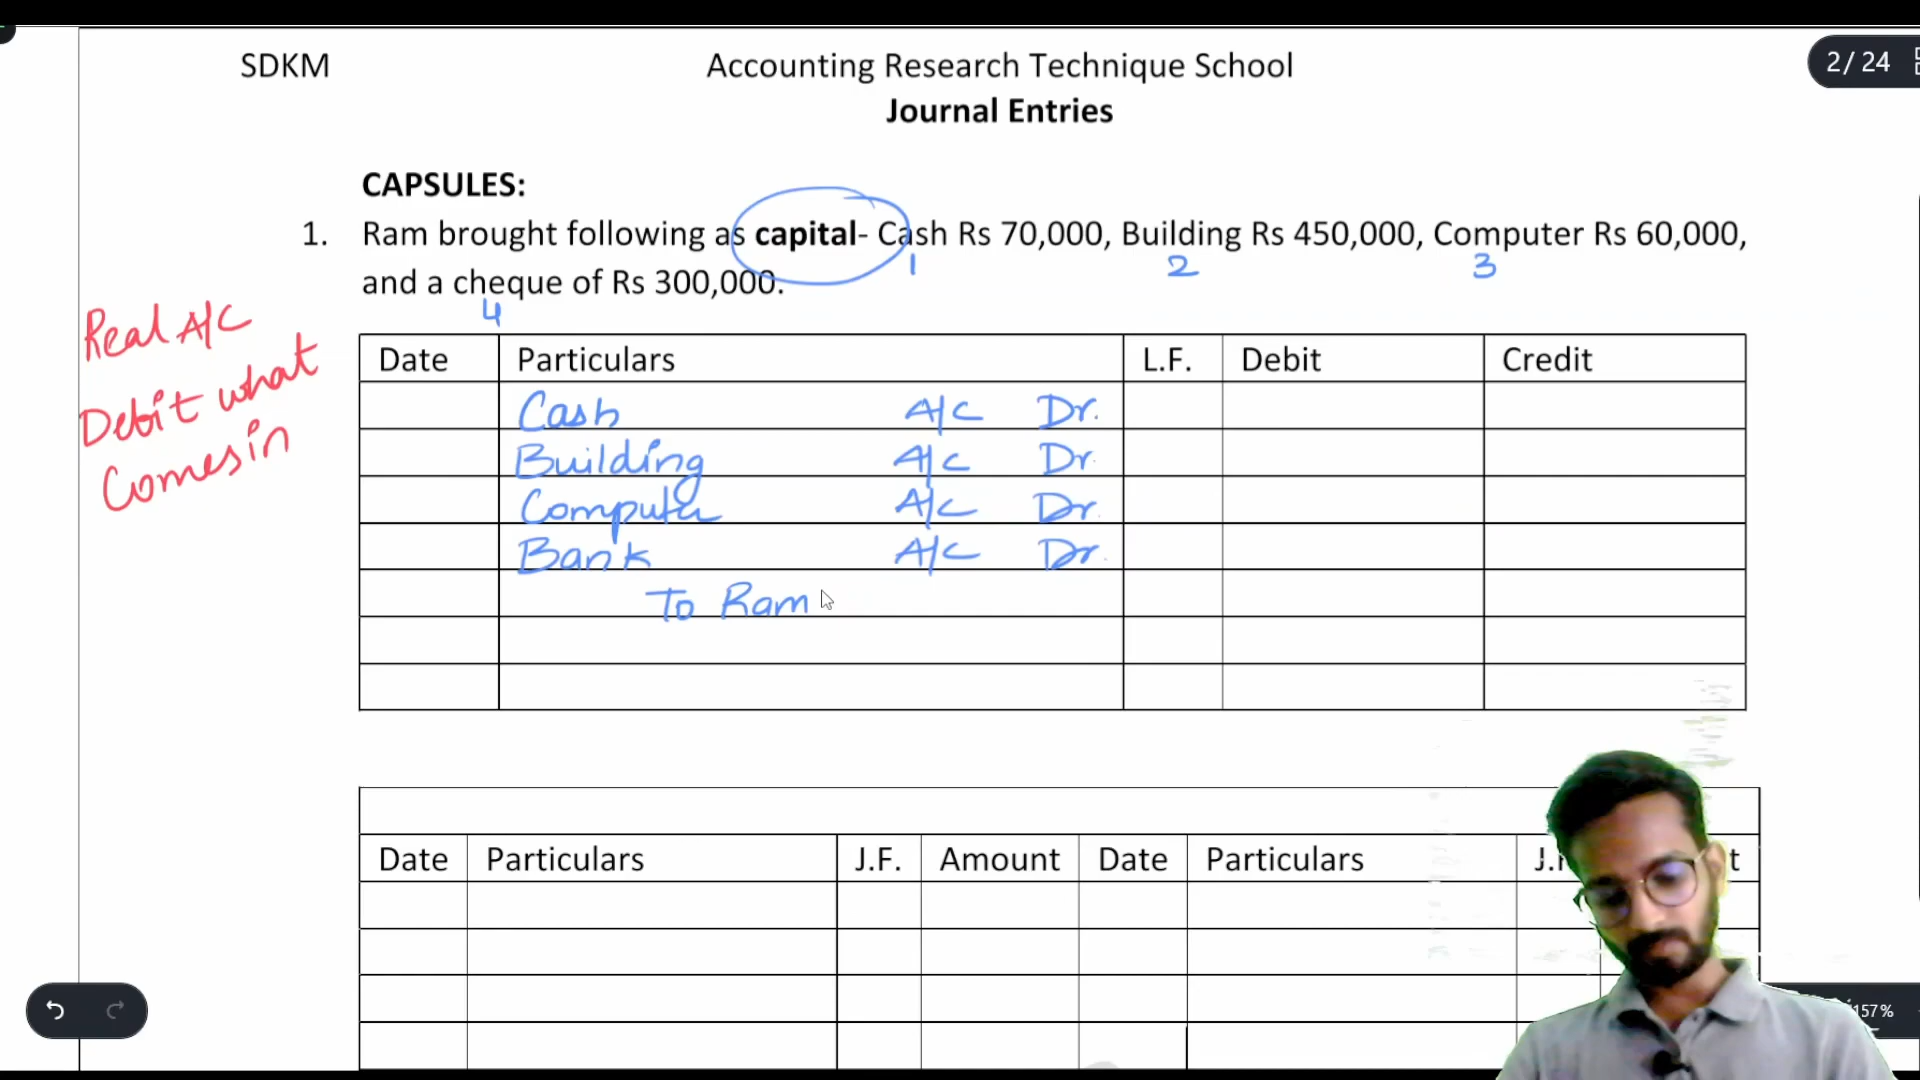 2/ 24
SDKM
Accounting Research Technique School
Journal Entries
CAPSULES:
1. Ram brought following as capital- Cash Rs 70,000, Building Rs 450,000, Computer Rs 60,000,
1 2 3
and a cheque of Rs 300,000.
4
Real A/C
Debit what
Comes in
Date Particulars L.F. Debit Credit
Cash A/C Dr.
Building A/C Dr.
Computer A/C Dr.
Bank A/C Dr.
To Ram
Date Particulars J.F. Amount Date Particulars
157%